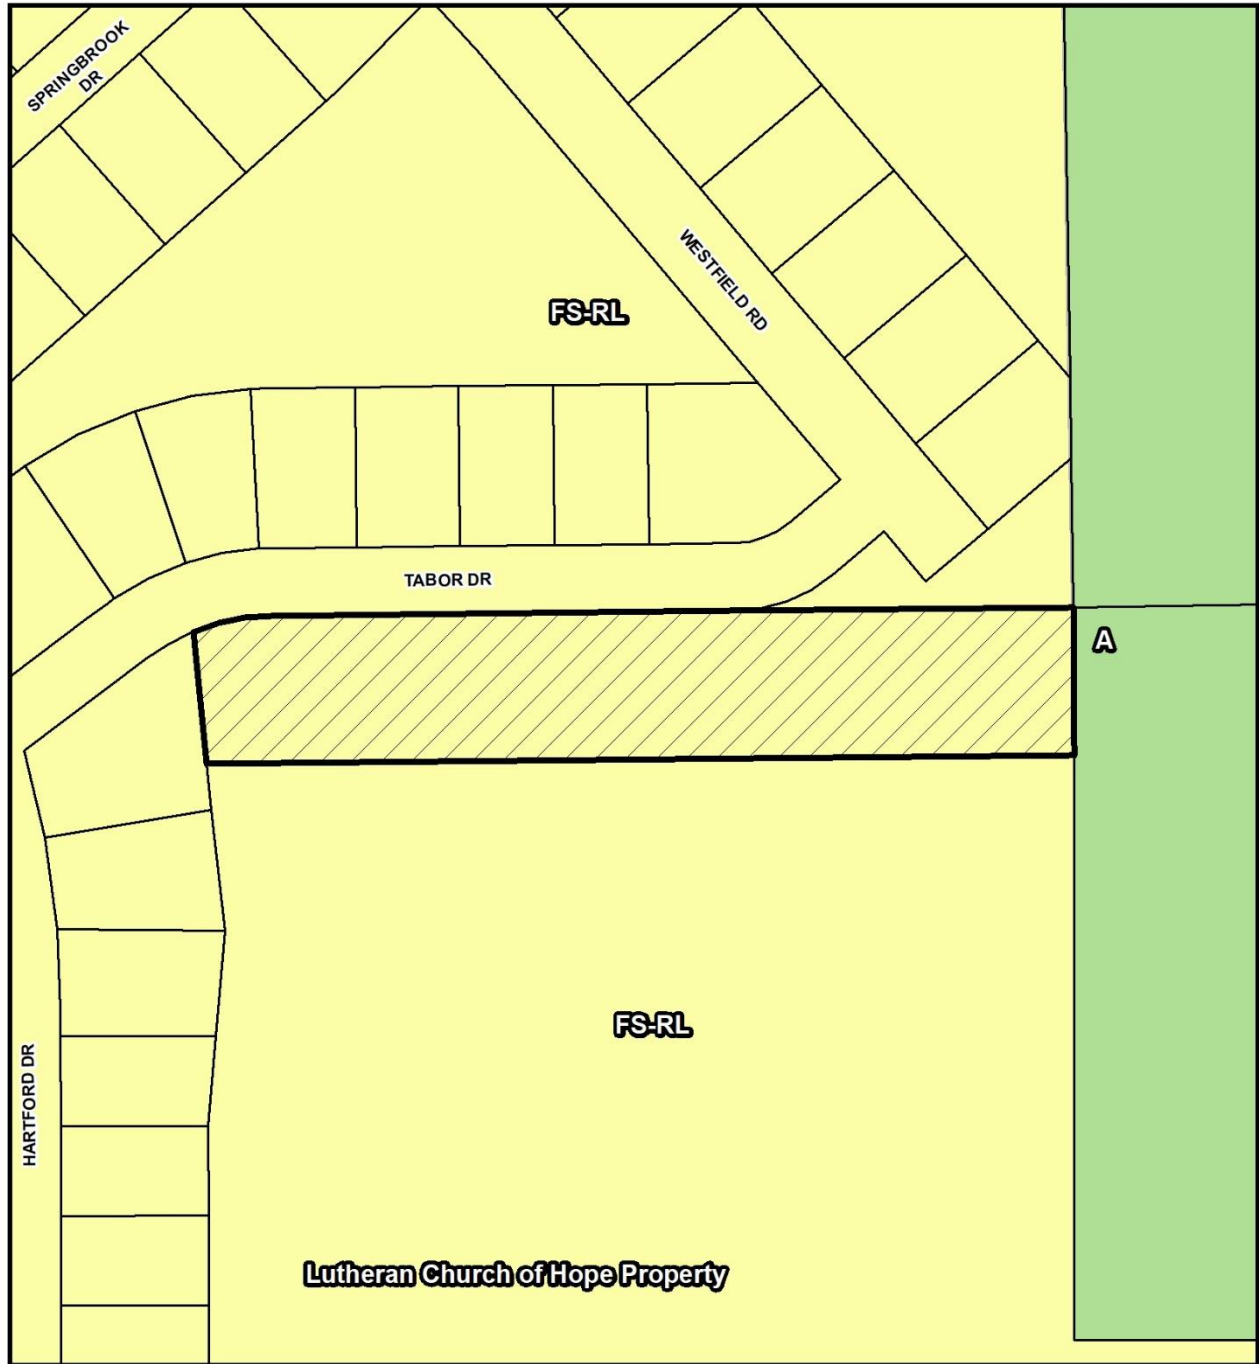 SPRINGBROOK
DR
WESTFIELD RD
FS-RL
TABOR DR
A
FS-RL
HARTFORD DR
Lutheran Church of Hope Property